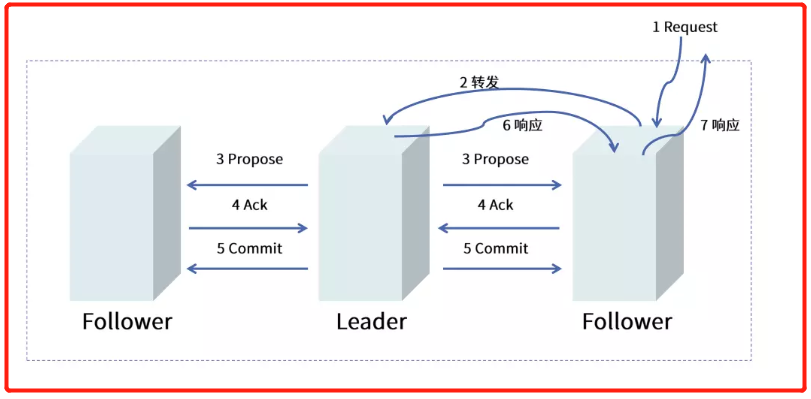 1 Request
2 转发
6 响应
7 响应
3 Propose
3 Propose
4 Ack
4 Ack
5 Commit
5 Commit
Follower
Leader
Follower